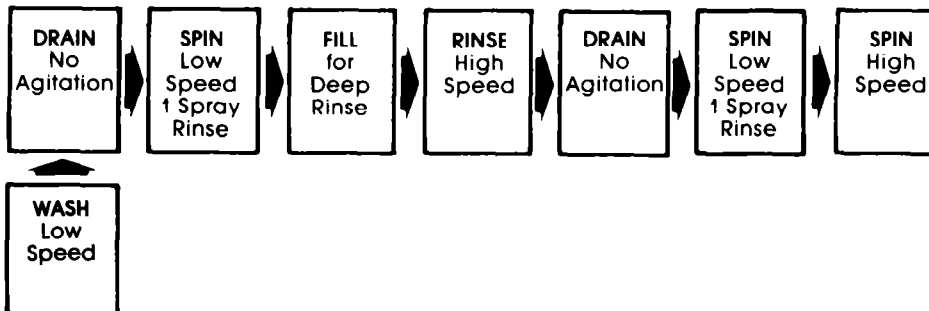 DRAIN
No
Agitation
SPIN
Low
Speed
1 Spray
Rinse
FILL
for
Deep
Rinse
RINSE
High
Speed
DRAIN
No
Agitation
SPIN
Low
Speed
1 Spray
Rinse
SPIN
High
Speed
WASH
Low
Speed